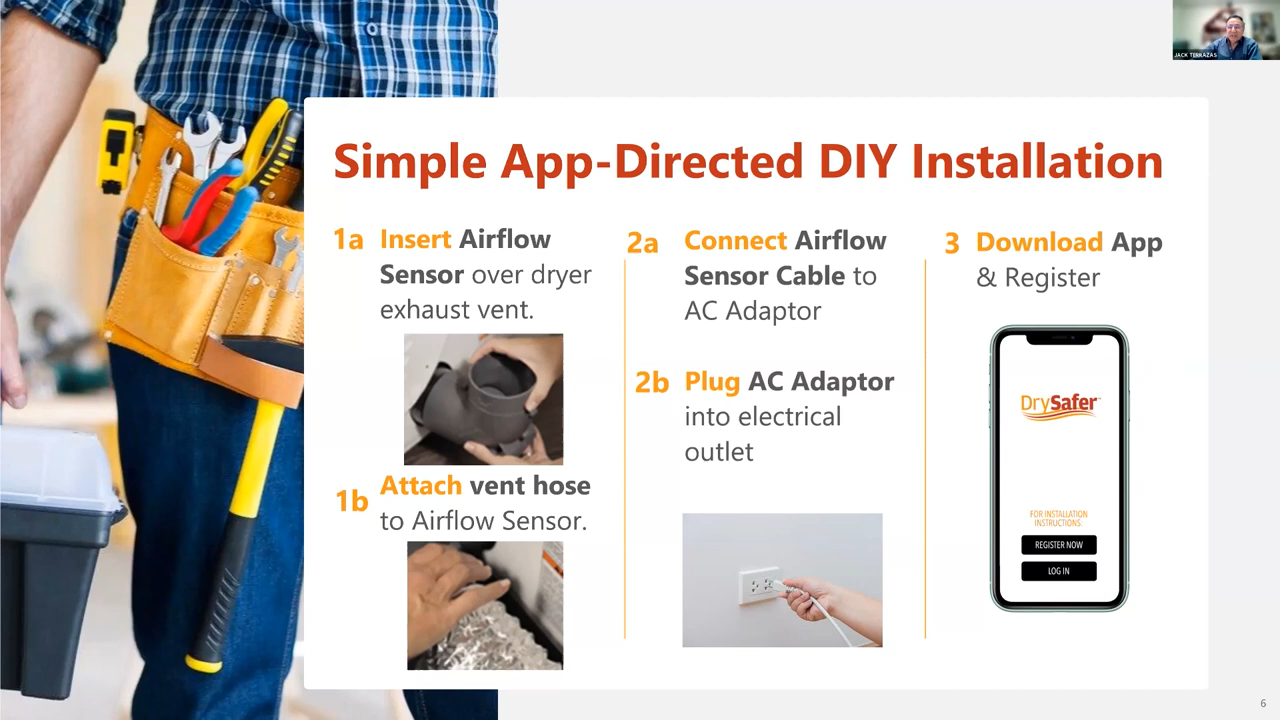 JACK TERRAZAS
Simple App-Directed DIY Installation
1a Insert Airflow
Sensor over dryer
exhaust vent.
1b Attach vent hose
to Airflow Sensor.
2a Connect Airflow
Sensor Cable to
AC Adaptor
2b Plug AC Adaptor
into electrical
outlet
3 Download App
& Register
DrySafer
FOR INSTALLATION
INSTRUCTIONS:
REGISTER NOW
LOG IN
6